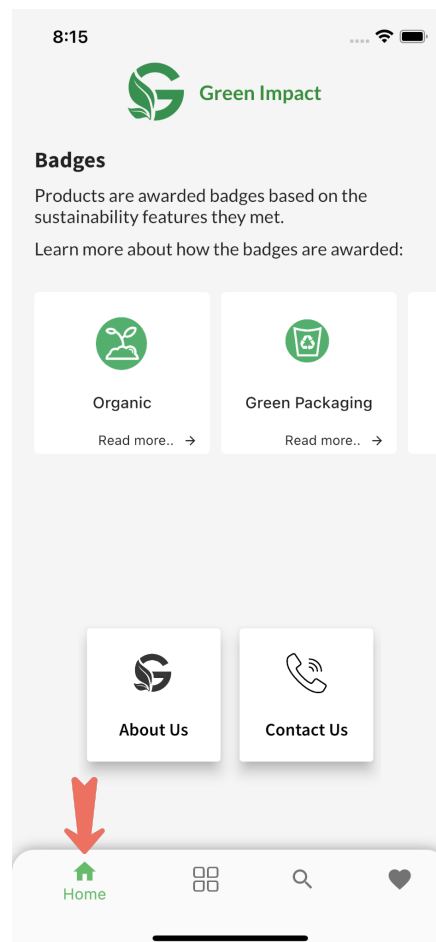 8:15
Green Impact
Badges
Products are awarded badges based on the
sustainability features they met.
Learn more about how the badges are awarded:
Organic
Green Packaging
Read more..
Read more..
About Us
Contact Us
Home